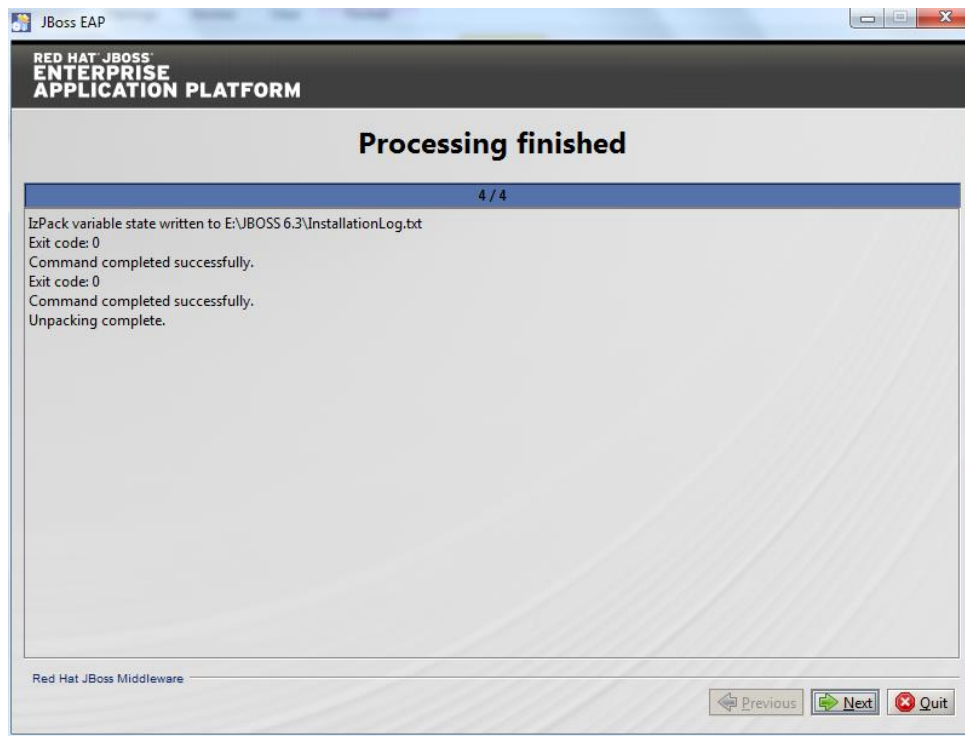 JBoss EAP
RED HAT JBOSS
ENTERPRISE
APPLICATION PLATFORM
Processing finished
4 / 4
IzPack variable state written to E:\JBOSS 6.3\InstallationLog.txt
Exit code: 0
Command completed successfully.
Exit code: 0
Command completed successfully.
Unpacking complete.
Red Hat JBoss Middleware
Previous Next Quit